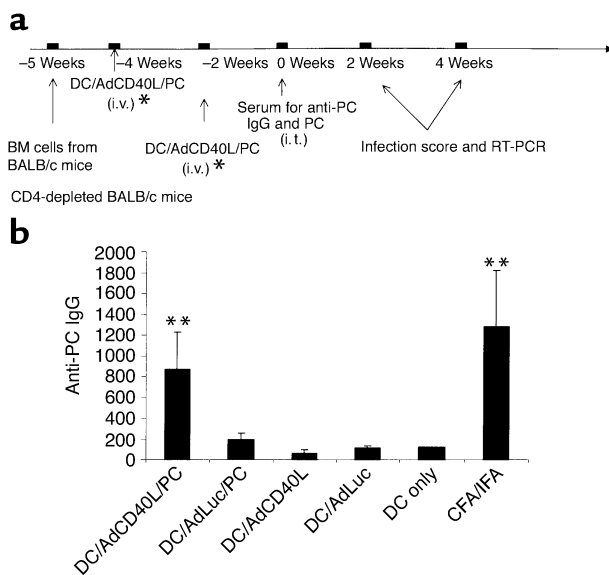 a
–5 Weeks
–4 Weeks
–2 Weeks
0 Weeks
2 Weeks
4 Weeks
DC/AdCD40L/PC
(i.v.) *
Serum for anti-PC
IgG and PC
(i.t.)
BM cells from
BALB/c mice
DC/AdCD40L/PC
(i.v.) *
Infection score and RT-PCR
CD4-depleted BALB/c mice
b
Anti-PC IgG
2000
1800
1600
1400
1200
1000
800
600
400
200
0
**
**
DC/AdCD40L/PC
DC/AdLuc/PC
DC/AdCD40L
DC/AdLuc
DC only
CFA/IFA